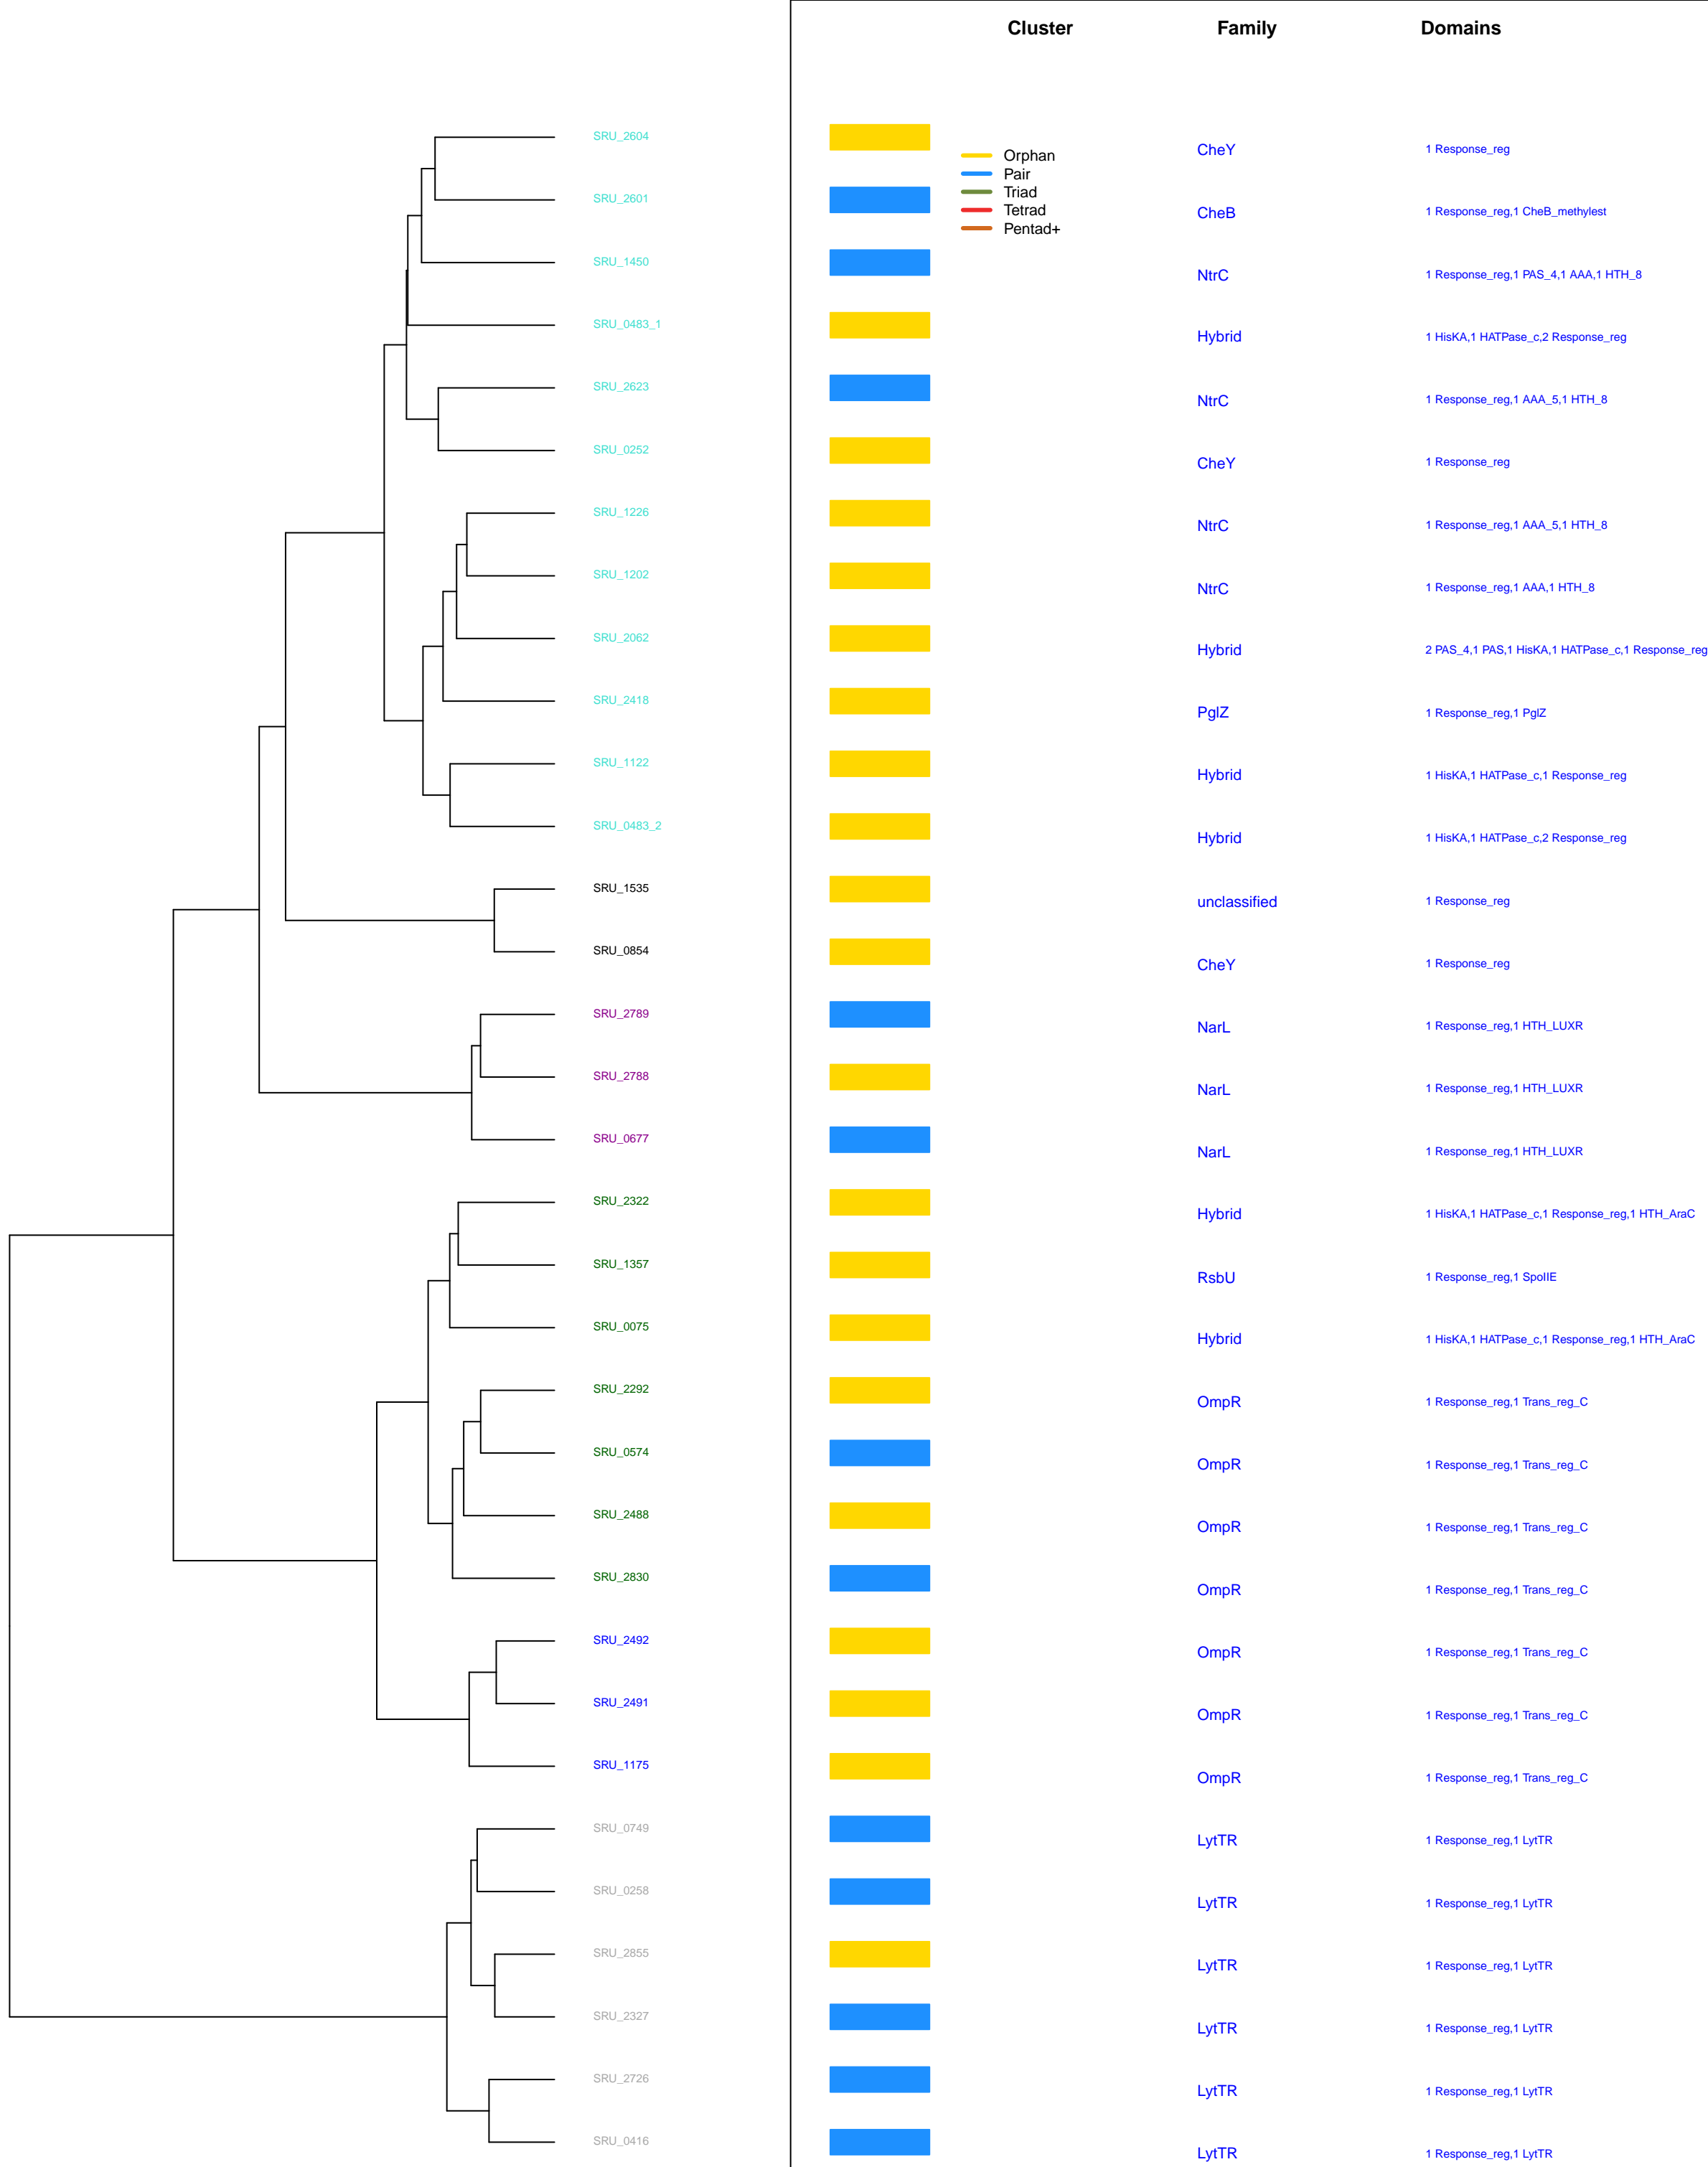 Cluster Family Domains
SRU_2604 CheY 1 Response_reg
Orphan
Pair
Triad
Tetrad
Pentad+
SRU_2601 CheB 1 Response_reg,1 CheB_methylest
SRU_1450 NtrC 1 Response_reg,1 PAS_4,1 AAA,1 HTH_8
SRU_0483_1 Hybrid 1 HisKA,1 HATPase_c,2 Response_reg
SRU_2623 NtrC 1 Response_reg,1 AAA_5,1 HTH_8
SRU_0252 CheY 1 Response_reg
SRU_1226 NtrC 1 Response_reg,1 AAA_5,1 HTH_8
SRU_1202 NtrC 1 Response_reg,1 AAA,1 HTH_8
SRU_2062 Hybrid 2 PAS_4,1 PAS,1 HisKA,1 HATPase_c,1 Response_reg
SRU_2418 PglZ 1 Response_reg,1 PglZ
SRU_1122 Hybrid 1 HisKA,1 HATPase_c,1 Response_reg
SRU_0483_2 Hybrid 1 HisKA,1 HATPase_c,2 Response_reg
SRU_1535 unclassified 1 Response_reg
SRU_0854 CheY 1 Response_reg
SRU_2789 NarL 1 Response_reg,1 HTH_LUXR
SRU_2788 NarL 1 Response_reg,1 HTH_LUXR
SRU_0677 NarL 1 Response_reg,1 HTH_LUXR
SRU_2322 Hybrid 1 HisKA,1 HATPase_c,1 Response_reg,1 HTH_AraC
SRU_1357 RsbU 1 Response_reg,1 SpoIIE
SRU_0075 Hybrid 1 HisKA,1 HATPase_c,1 Response_reg,1 HTH_AraC
SRU_2292 OmpR 1 Response_reg,1 Trans_reg_C
SRU_0574 OmpR 1 Response_reg,1 Trans_reg_C
SRU_2488 OmpR 1 Response_reg,1 Trans_reg_C
SRU_2830 OmpR 1 Response_reg,1 Trans_reg_C
SRU_2492 OmpR 1 Response_reg,1 Trans_reg_C
SRU_2491 OmpR 1 Response_reg,1 Trans_reg_C
SRU_1175 OmpR 1 Response_reg,1 Trans_reg_C
SRU_0749 LytTR 1 Response_reg,1 LytTR
SRU_0258 LytTR 1 Response_reg,1 LytTR
SRU_2855 LytTR 1 Response_reg,1 LytTR
SRU_2327 LytTR 1 Response_reg,1 LytTR
SRU_2726 LytTR 1 Response_reg,1 LytTR
SRU_0416 LytTR 1 Response_reg,1 LytTR